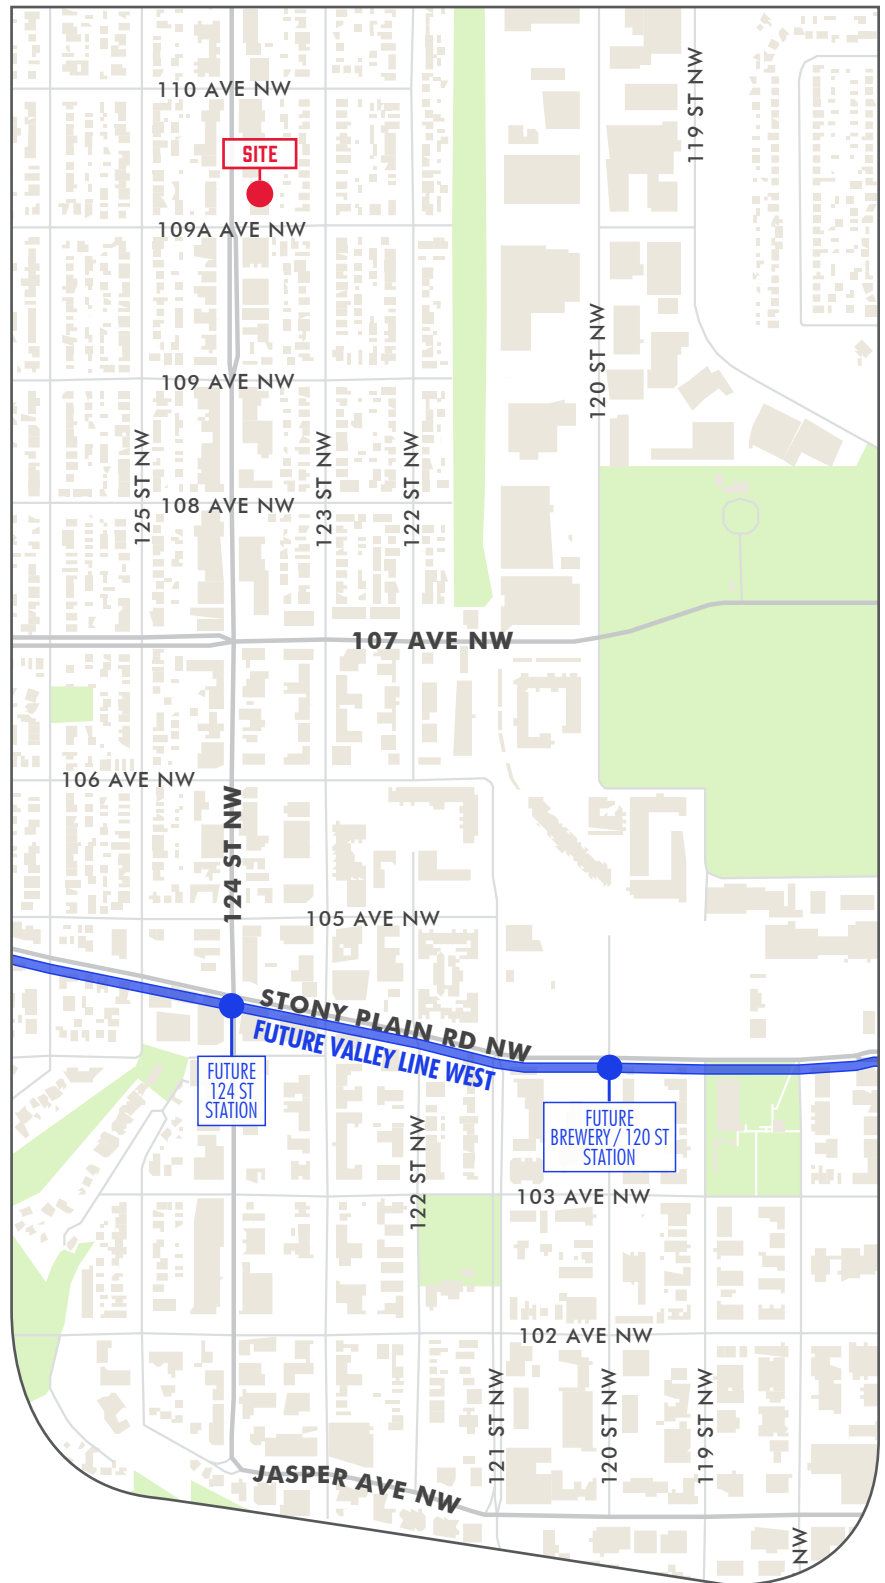 110 AVE NW
119 ST NW
SITE
109A AVE NW
120 ST NW
109 AVE NW
125 ST NW
123 ST NW
122 ST NW
108 AVE NW
107 AVE NW
106 AVE NW
124 ST NW
105 AVE NW
STONY PLAIN RD NW
FUTURE VALLEY LINE WEST
FUTURE
124 ST
STATION
FUTURE
BREWERY / 120 ST
STATION
122 ST NW
103 AVE NW
102 AVE NW
121 ST NW
120 ST NW
119 ST NW
JASPER AVE NW
NW